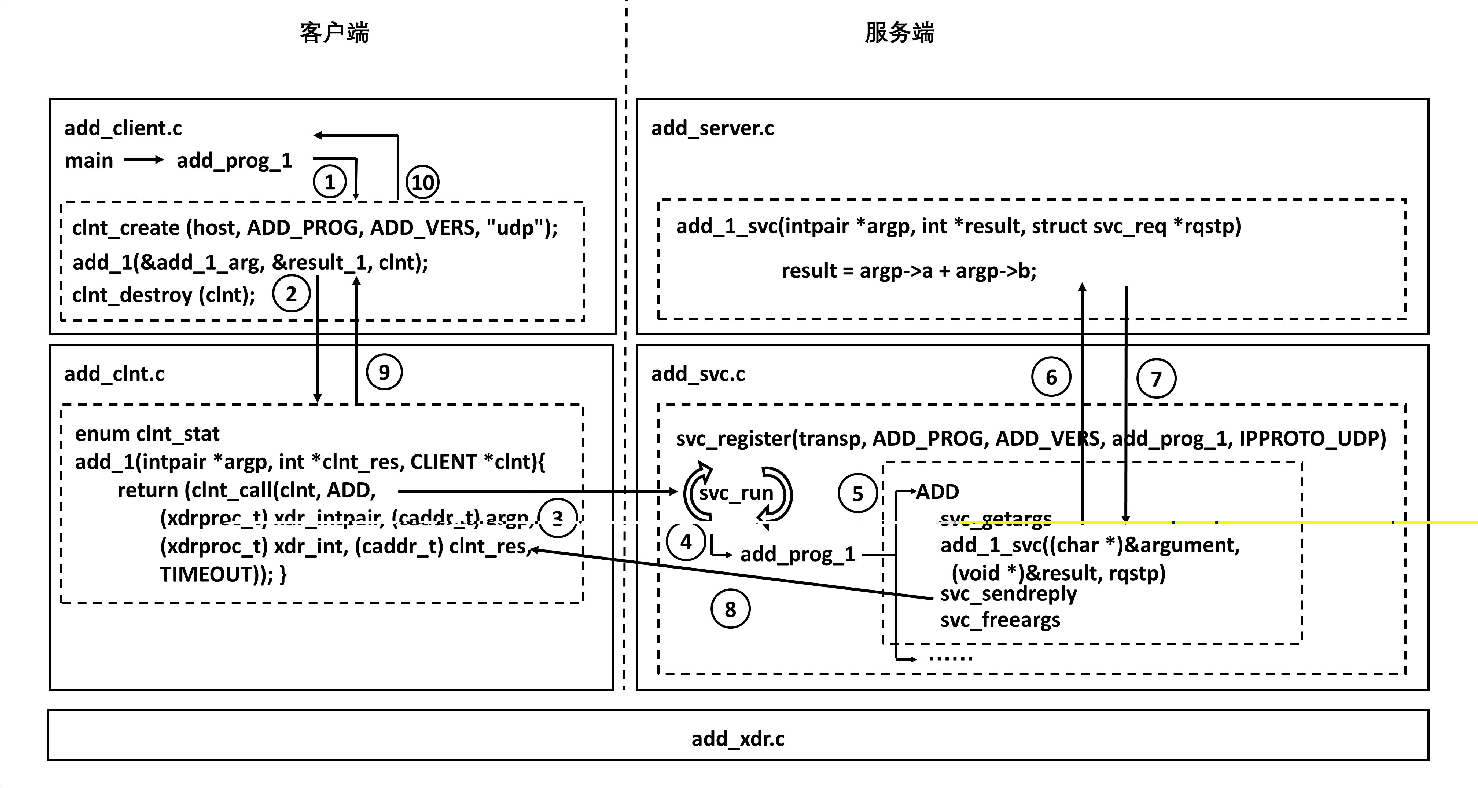 客户端
服务端
add_client.c
main
add_prog_1
①
⑩
clnt_create (host, ADD_PROG, ADD_VERS, "udp");
add_1(&add_1_arg, &result_1, clnt);
clnt_destroy (clnt);
②
add_server.c
add_1_svc(intpair *argp, int *result, struct svc_req *rqstp)
result = argp->a + argp->b;
⑨
⑥
⑦
add_clnt.c
enum clnt_stat
add_1(intpair *argp, int *clnt_res, CLIENT *clnt){
return (clnt_call(clnt, ADD,
(xdrproc_t) xdr_intpair, (caddr_t) argp,
(xdrproc_t) xdr_int, (caddr_t) clnt_res,
TIMEOUT)); }
③
add_svc.c
svc_register(transp, ADD_PROG, ADD_VERS, add_prog_1, IPPROTO_UDP)
svc_run
④
add_prog_1
⑤
ADD
svc_getargs
add_1_svc((char *)&argument,
(void *)&result, rqstp)
svc_sendreply
svc_freeargs
⑧
......
add_xdr.c